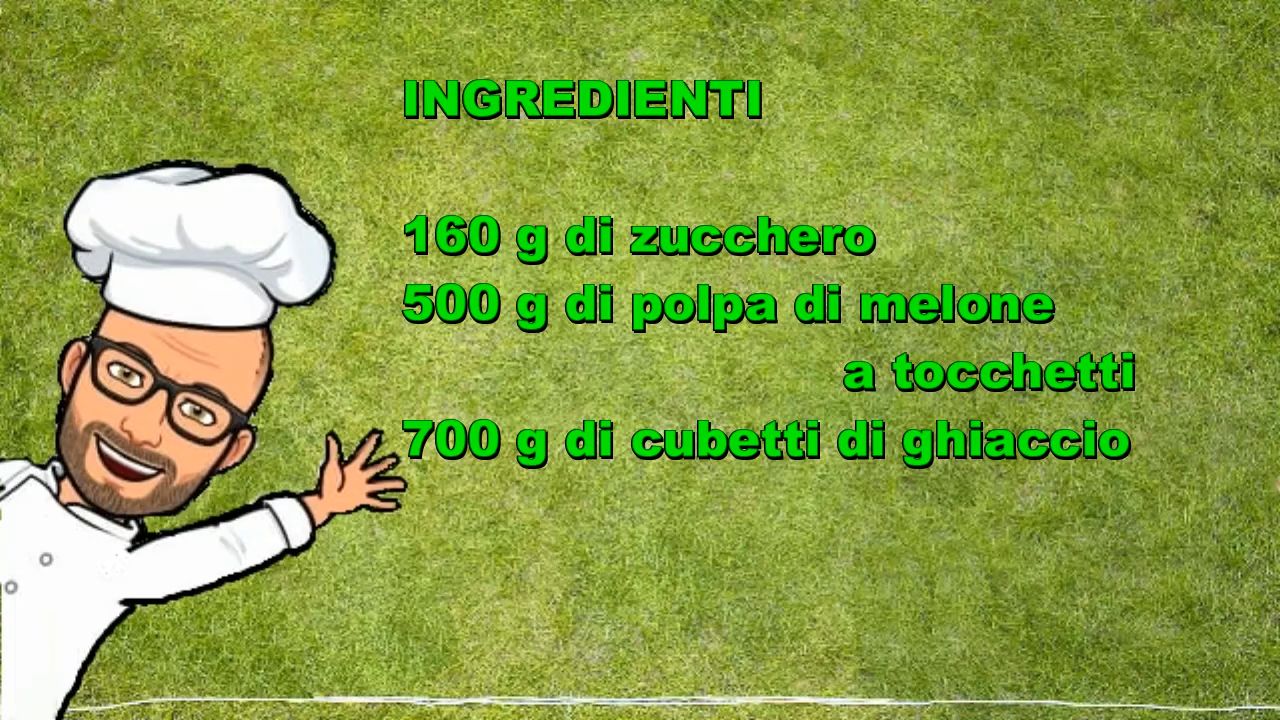 INGREDIENTI
160 g di zucchero
500 g di polpa di melone
a tocchetti
700 g di cubetti di ghiaccio